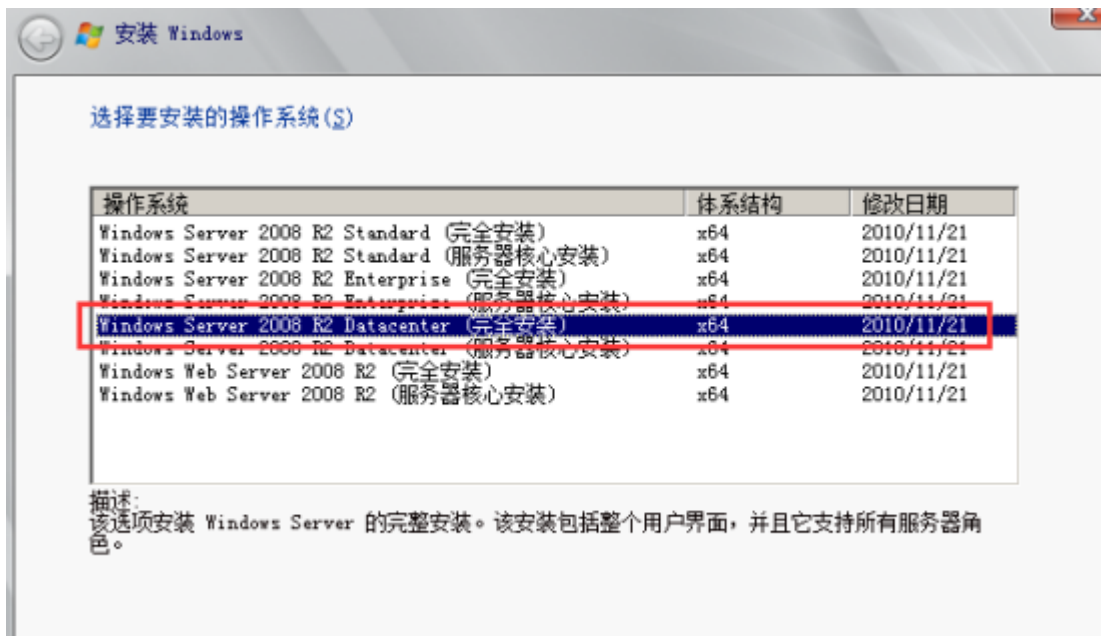 安装 Windows
选择要安装的操作系统(S)
操作系统 体系结构 修改日期
Windows Server 2008 R2 Standard (完全安装) x64 2010/11/21
Windows Server 2008 R2 Standard (服务器核心安装) x64 2010/11/21
Windows Server 2008 R2 Enterprise (完全安装) x64 2010/11/21
Windows Server 2008 R2 Enterprise (服务器核心安装) x64 2010/11/21
Windows Server 2008 R2 Datacenter (完全安装) x64 2010/11/21
Windows Server 2008 R2 Datacenter (服务器核心安装) x64 2010/11/21
Windows Web Server 2008 R2 (完全安装) x64 2010/11/21
Windows Web Server 2008 R2 (服务器核心安装) x64 2010/11/21
描述:
该选项安装 Windows Server 的完整安装。该安装包括整个用户界面，并且它支持所有服务器角
色。